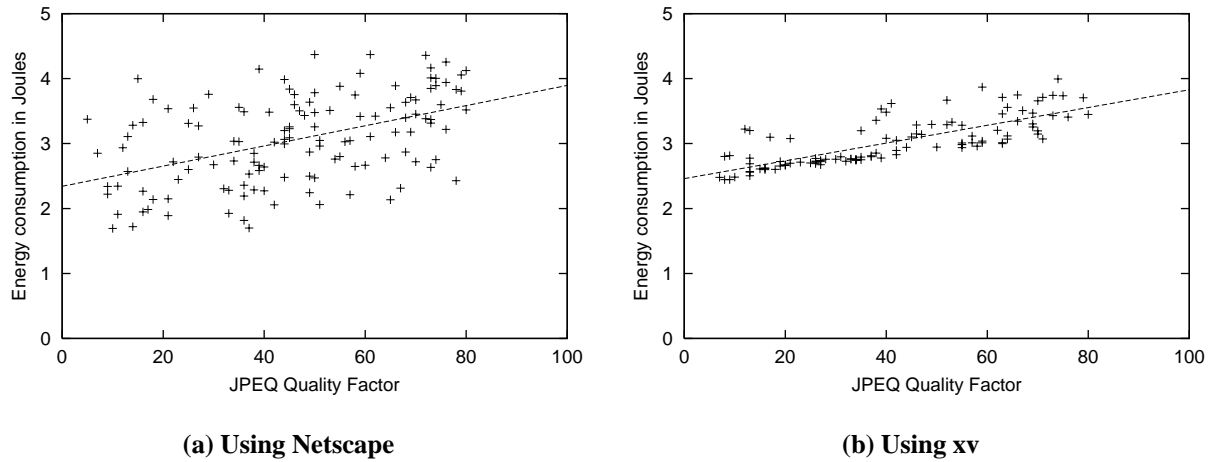 5
4
3
2
1
0
0 20 40 60 80 100
Energy consumption in Joules
JPEQ Quality Factor
(a) Using Netscape
5
4
3
2
1
0
0 20 40 60 80 100
Energy consumption in Joules
JPEQ Quality Factor
(b) Using xv